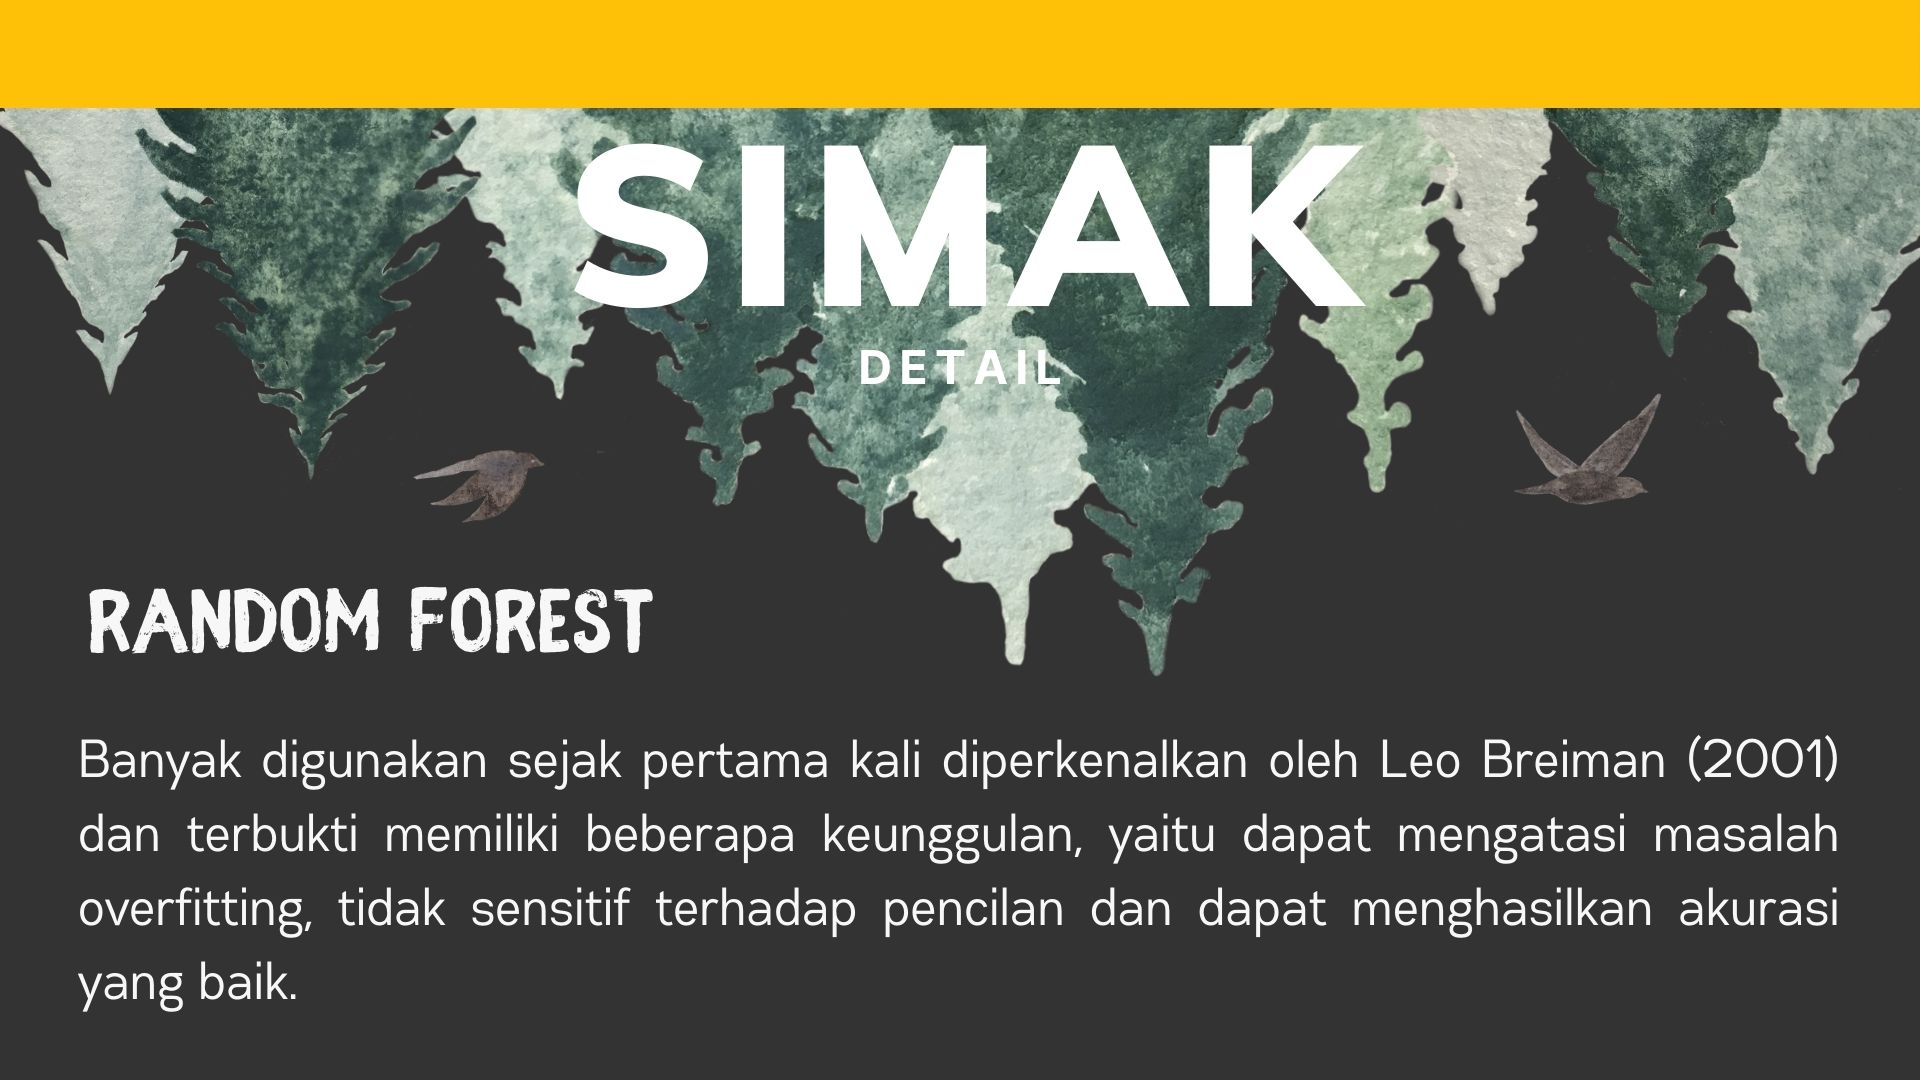 SIMAK
DETAIL
RANDOM FOREST
Banyak digunakan sejak pertama kali diperkenalkan oleh Leo Breiman (2001)
dan terbukti memiliki beberapa keunggulan, yaitu dapat mengatasi masalah
overfitting, tidak sensitif terhadap pencilan dan dapat menghasilkan akurasi
yang baik.